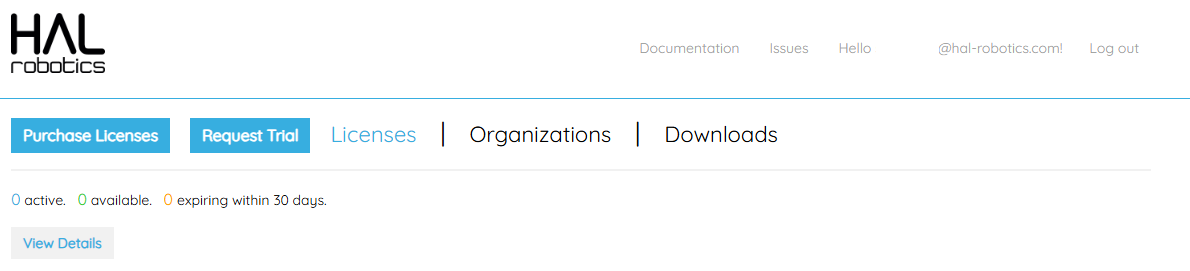 HAL
robotics
Documentation Issues Hello @hal-robotics.com! Log out
Purchase Licenses Request Trial Licenses | Organizations | Downloads
0 active. 0 available. 0 expiring within 30 days.
View Details